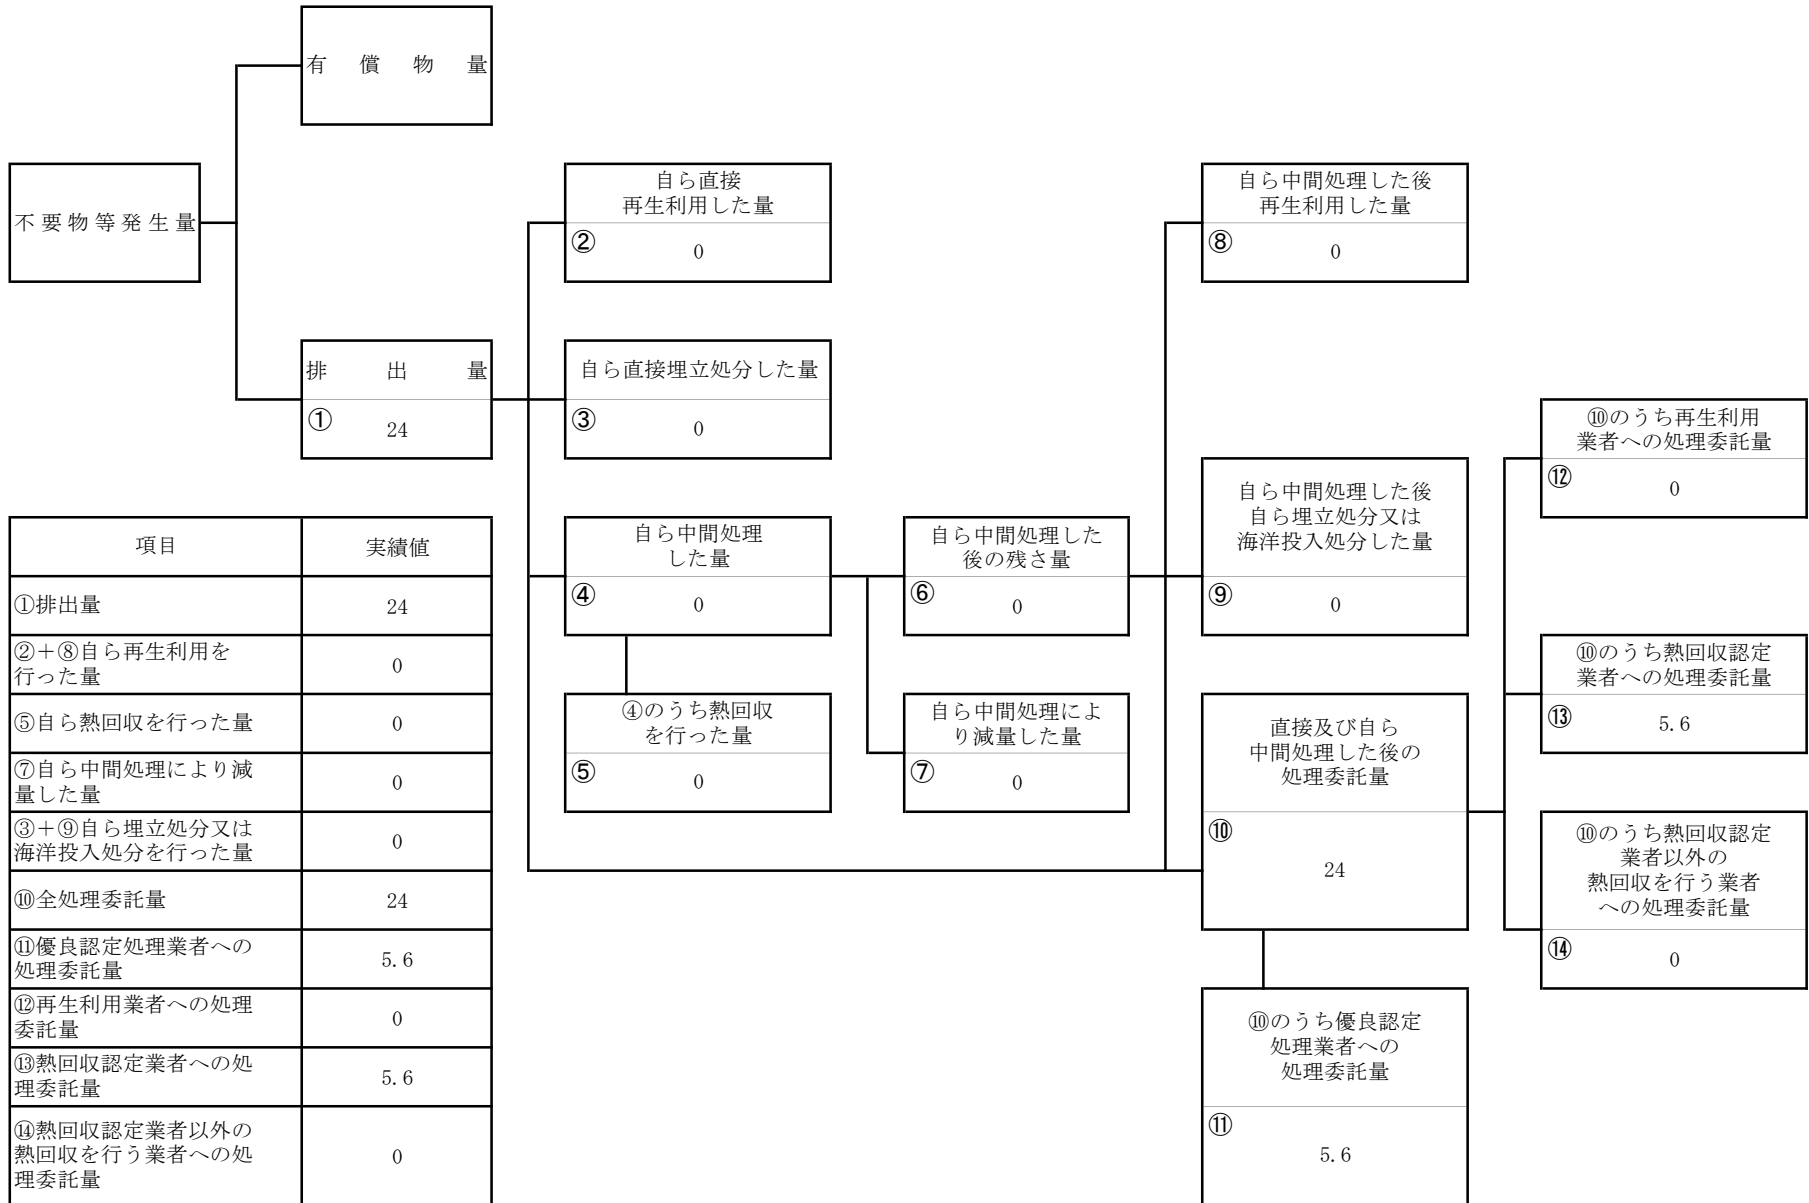 有償物量
不要物等発生量
排出量
①
24
自ら直接
再生利用した量
②
0
自ら直接埋立処分した量
③
0
自ら中間処理
した量
④
0
④のうち熱回収
を行った量
⑤
0
自ら中間処理した
後の残さ量
⑥
0
自ら中間処理によ
り減量した量
⑦
0
自ら中間処理した後
再生利用した量
⑧
0
自ら中間処理した後
自ら埋立処分又は
海洋投入処分した量
⑨
0
直接及び自ら
中間処理した後の
処理委託量
⑩
24
⑩のうち優良認定
処理業者への
処理委託量
⑪
5.6
⑩のうち再生利用
業者への処理委託量
⑫
0
⑩のうち熱回収認定
業者への処理委託量
⑬
5.6
⑩のうち熱回収認定
業者以外の
熱回収を行う業者
への処理委託量
⑭
0
項目 実績値
①排出量 24
②+⑧自ら再生利用を
行った量 0
⑤自ら熱回収を行った量 0
⑦自ら中間処理により減
量した量 0
③+⑨自ら埋立処分又は
海洋投入処分を行った量 0
⑩全処理委託量 24
⑪優良認定処理業者への
処理委託量 5.6
⑫再生利用業者への処理
委託量 0
⑬熱回収認定業者への処
理委託量 5.6
⑭熱回収認定業者以外の
熱回収を行う業者への処
理委託量 0